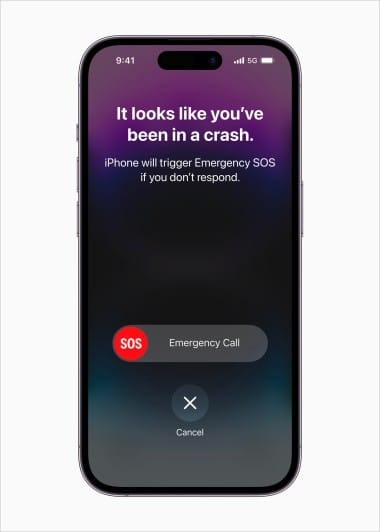 9:41 5G
It looks like you’ve
been in a crash.
iPhone will trigger Emergency SOS
if you don’t respond.
SOS Emergency Call
Cancel